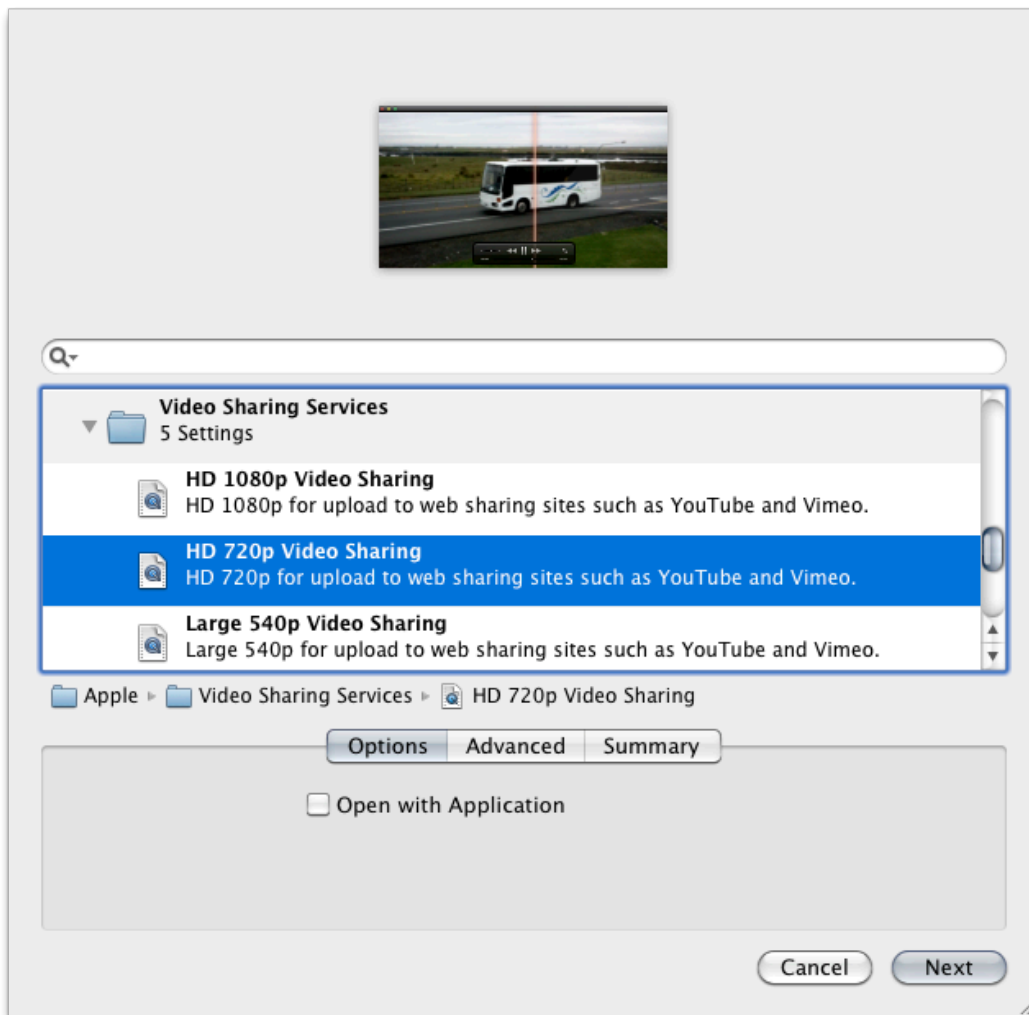 Video Sharing Services
5 Settings
HD 1080p Video Sharing
HD 1080p for upload to web sharing sites such as YouTube and Vimeo.
HD 720p Video Sharing
HD 720p for upload to web sharing sites such as YouTube and Vimeo.
Large 540p Video Sharing
Large 540p for upload to web sharing sites such as YouTube and Vimeo.
Apple Video Sharing Services HD 720p Video Sharing
Options Advanced Summary
Open with Application
Cancel Next